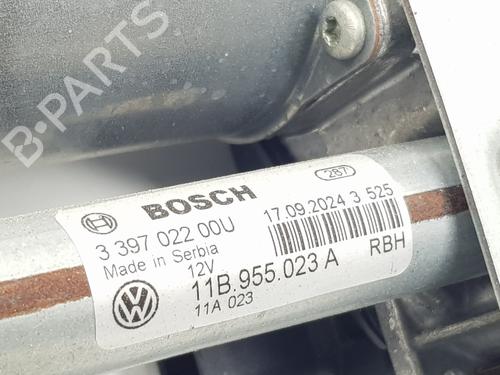 B-PARTS
BOSCH
287
3 397 022 00U
17.09.2024 3 525
Made in Serbia
12V
11B.955.023 A
RBH
11A 023